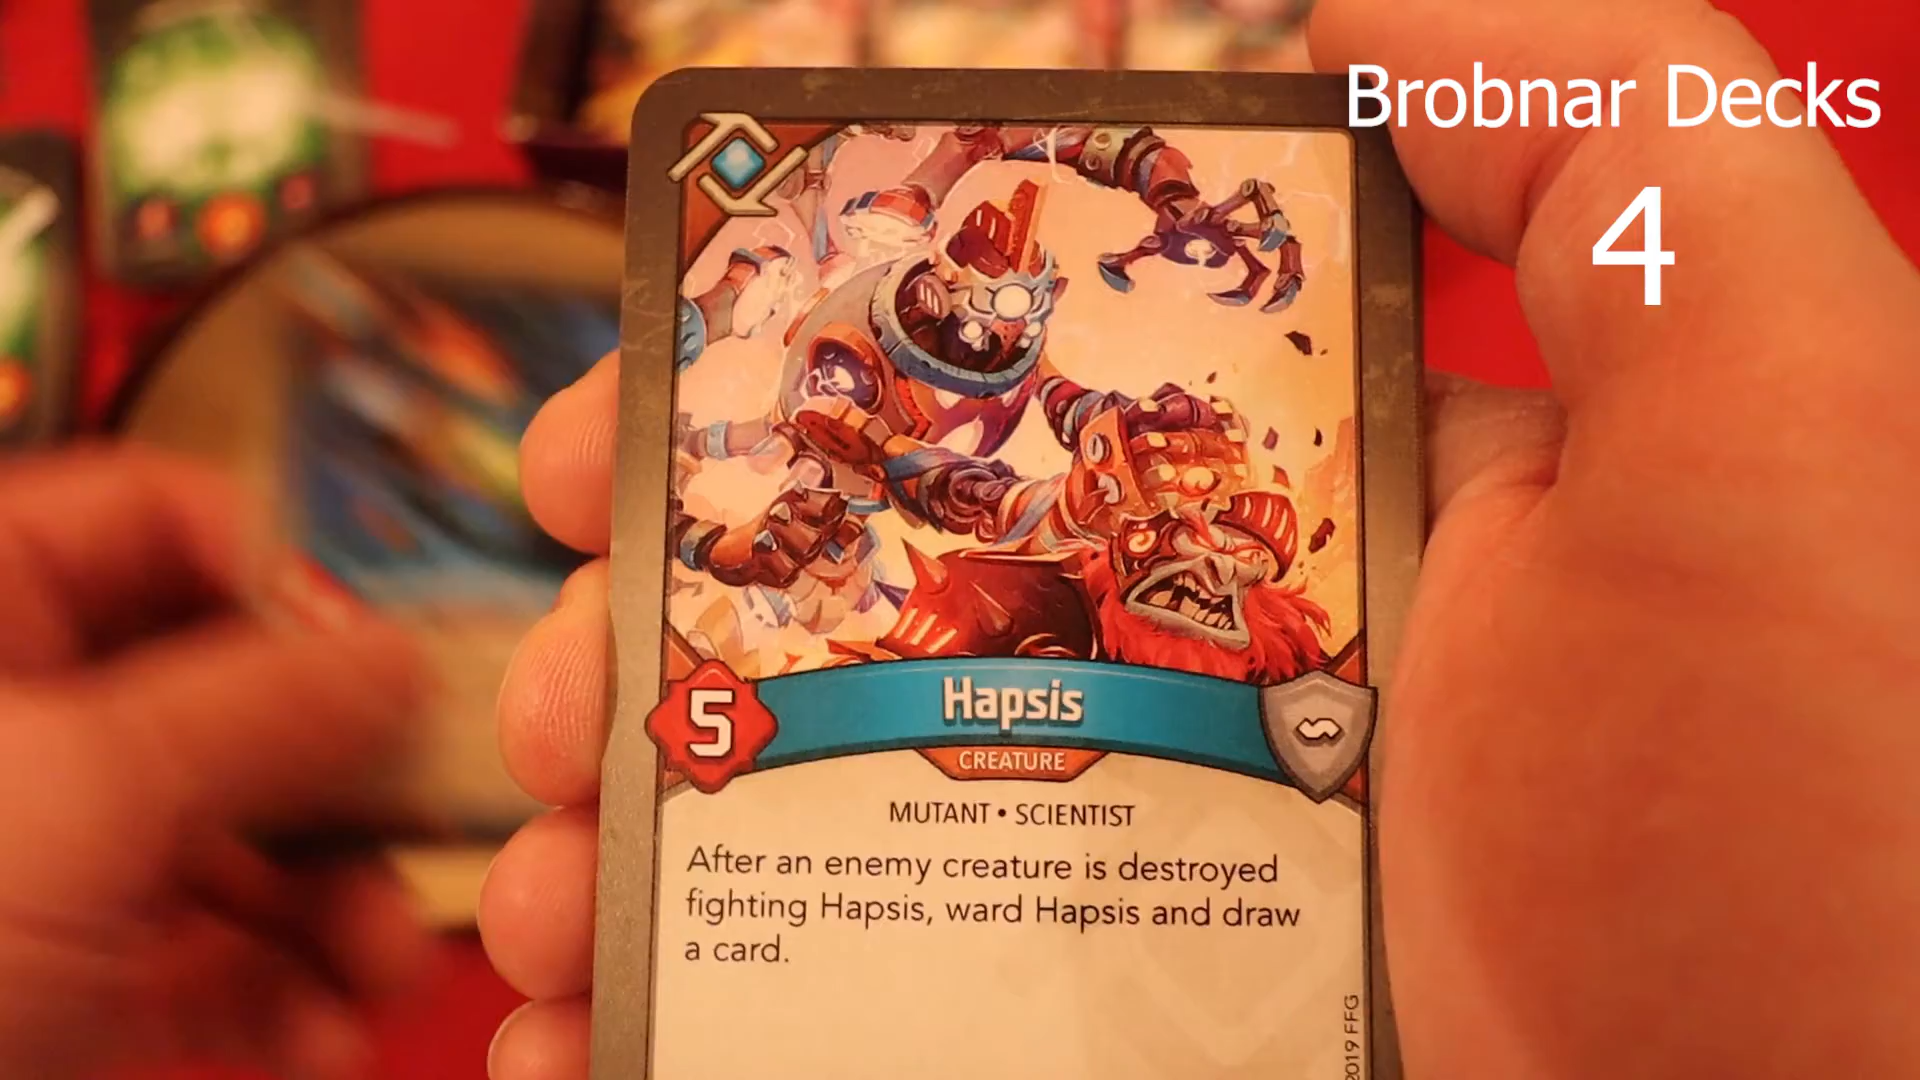 Brobnar Decks
4
5
Hapsis
CREATURE
MUTANT • SCIENTIST
After an enemy creature is destroyed
fighting Hapsis, ward Hapsis and draw
a card.
2019 FFG